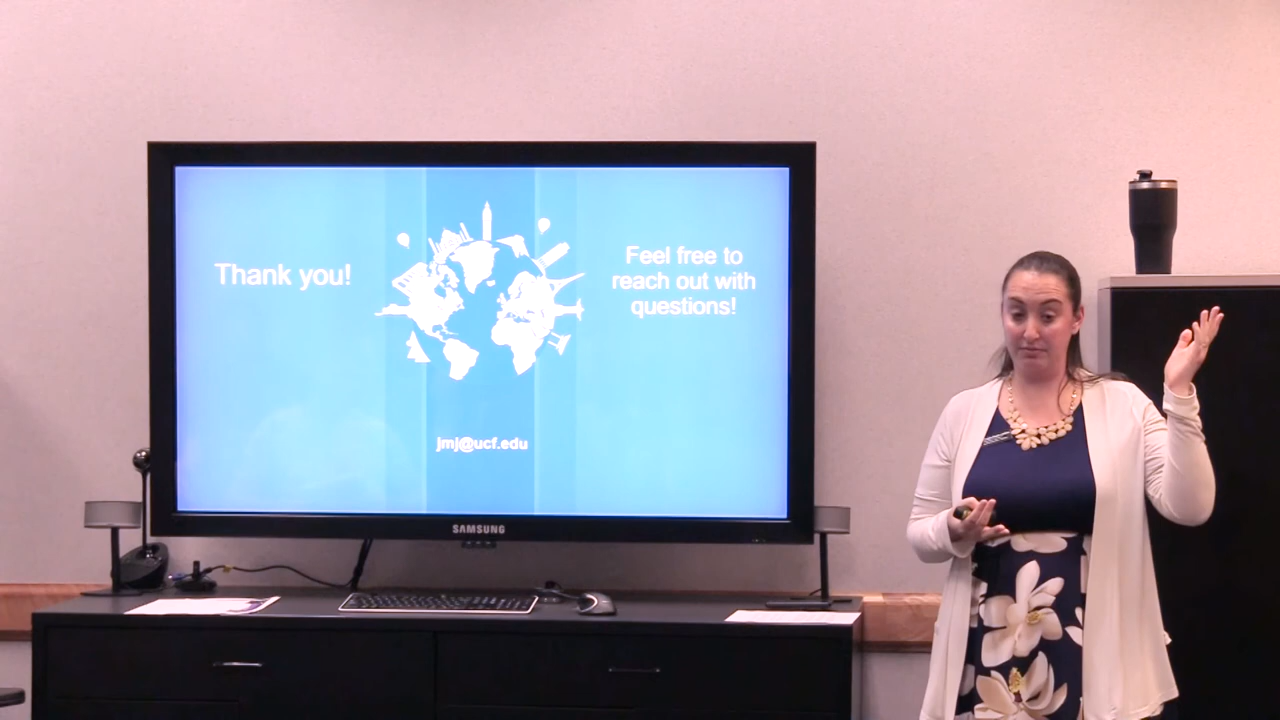 Thank you!
Feel free to
reach out with
questions!
jmj@ucf.edu
SAMSUNG